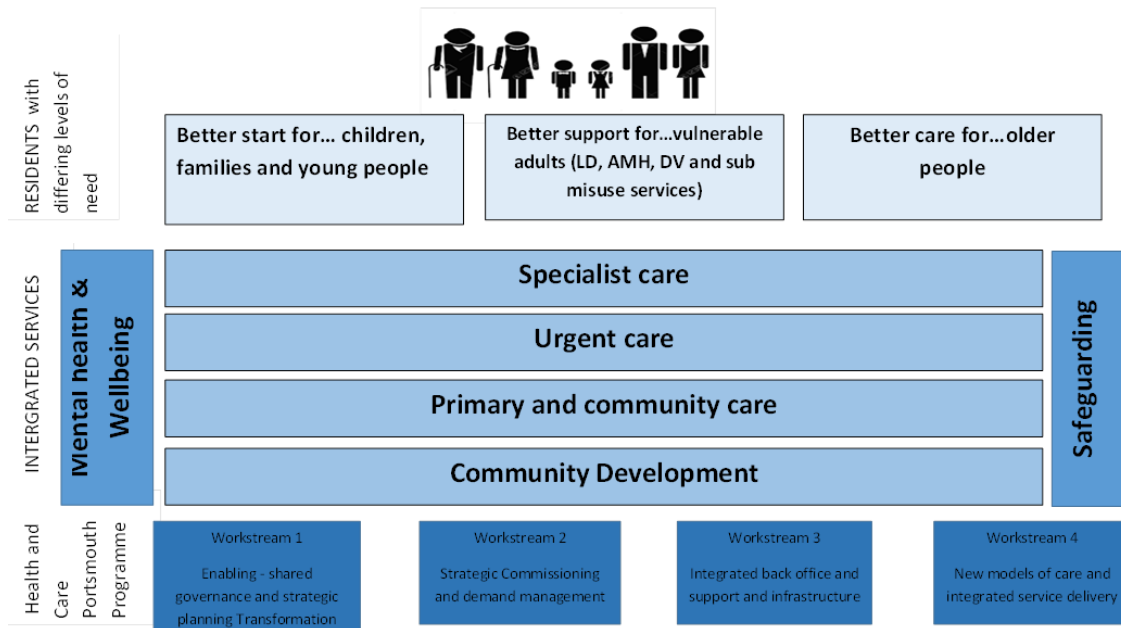 RESIDENTS with
differing levels of
need
Better start for... children,
families and young people
Better support for...vulnerable
adults (LD, AMH, DV and sub
misuse services)
Better care for...older
people
INTERGRATED SERVICES
Mental health &
Wellbeing
Specialist care
Urgent care
Primary and community care
Community Development
Safeguarding
Health and
Care
Portsmouth
Programme
Workstream 1
Enabling - shared
governance and strategic
planning Transformation
Workstream 2
Strategic Commissioning
and demand management
Workstream 3
Integrated back office and
support and infrastructure
Workstream 4
New models of care and
integrated service delivery